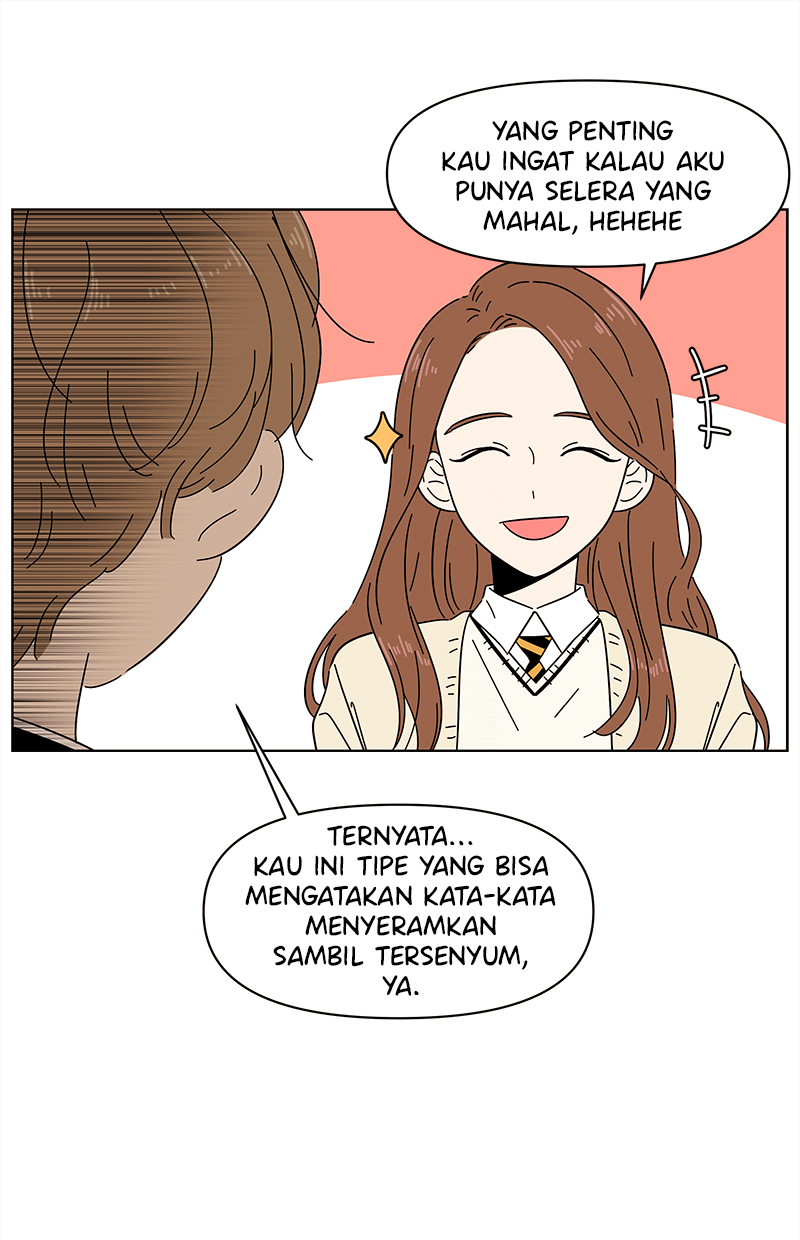 YANG PENTING
KAU INGAT KALAU AKU
PUNYA SELERA YANG
MAHAL, HEHEHE
TERNYATA...
KAU INI TIPE YANG BISA
MENGATAKAN KATA-KATA
MENYERAMKAN
SAMBIL TERSENYUM,
YA.